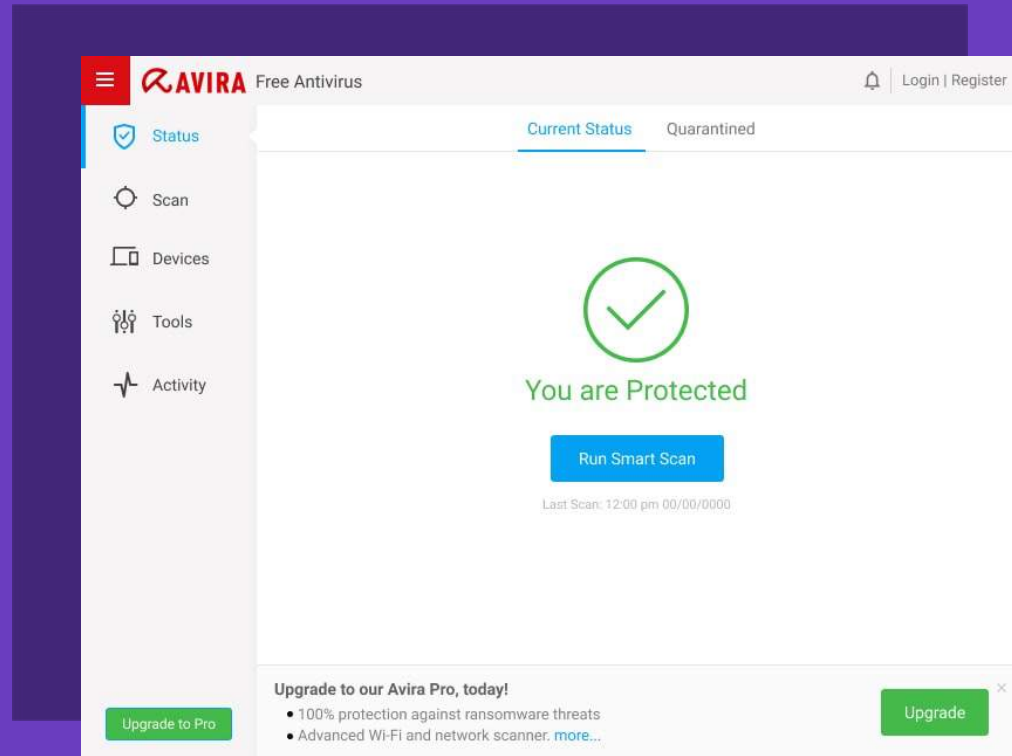 AVIRA Free Antivirus
Login | Register
Status
Scan
Devices
Tools
Activity
Upgrade to Pro
Current Status Quarantined
You are Protected
Run Smart Scan
Last Scan: 12:00 pm 00/00/0000
Upgrade to our Avira Pro, today!
• 100% protection against ransomware threats
• Advanced Wi-Fi and network scanner. more...
Upgrade